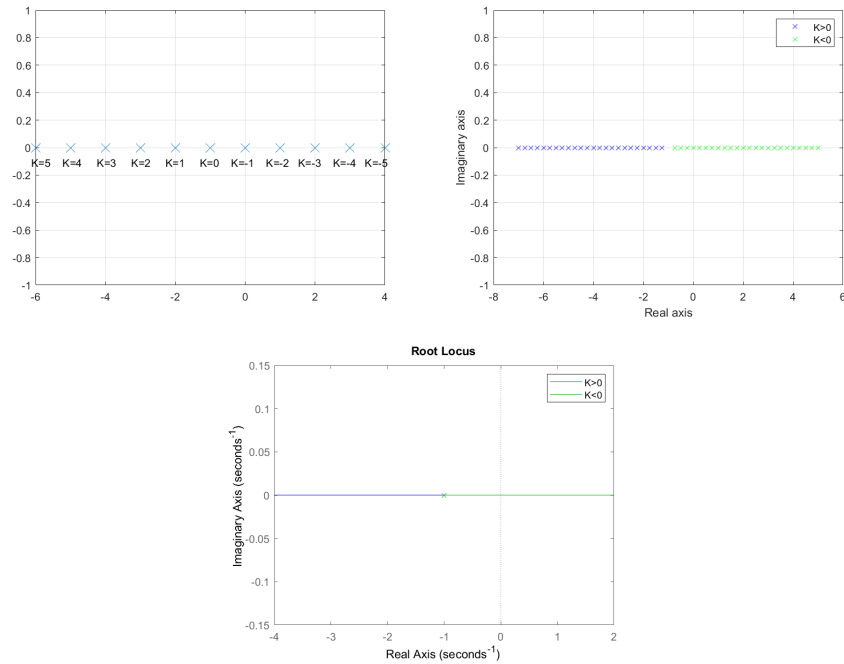 1
0.8
0.6
0.4
0.2
0
K=5 K=4 K=3 K=2 K=1 K=0 K=-1 K=-2 K=-3 K=-4 K=-5
-0.2
-0.4
-0.6
-0.8
-1
-6 -4 -2 0 2 4
1
K>0
K<0
0.8
0.6
0.4
0.2
0
-0.2
-0.4
-0.6
-0.8
-1
Imaginary axis
-8 -6 -4 -2 0 2 4 6
Real axis
Root Locus
0.15
K>0
K<0
0.1
0.05
0
-0.05
-0.1
-0.15
Imaginary Axis (seconds-1)
-4 -3 -2 -1 0 1 2
Real Axis (seconds-1)